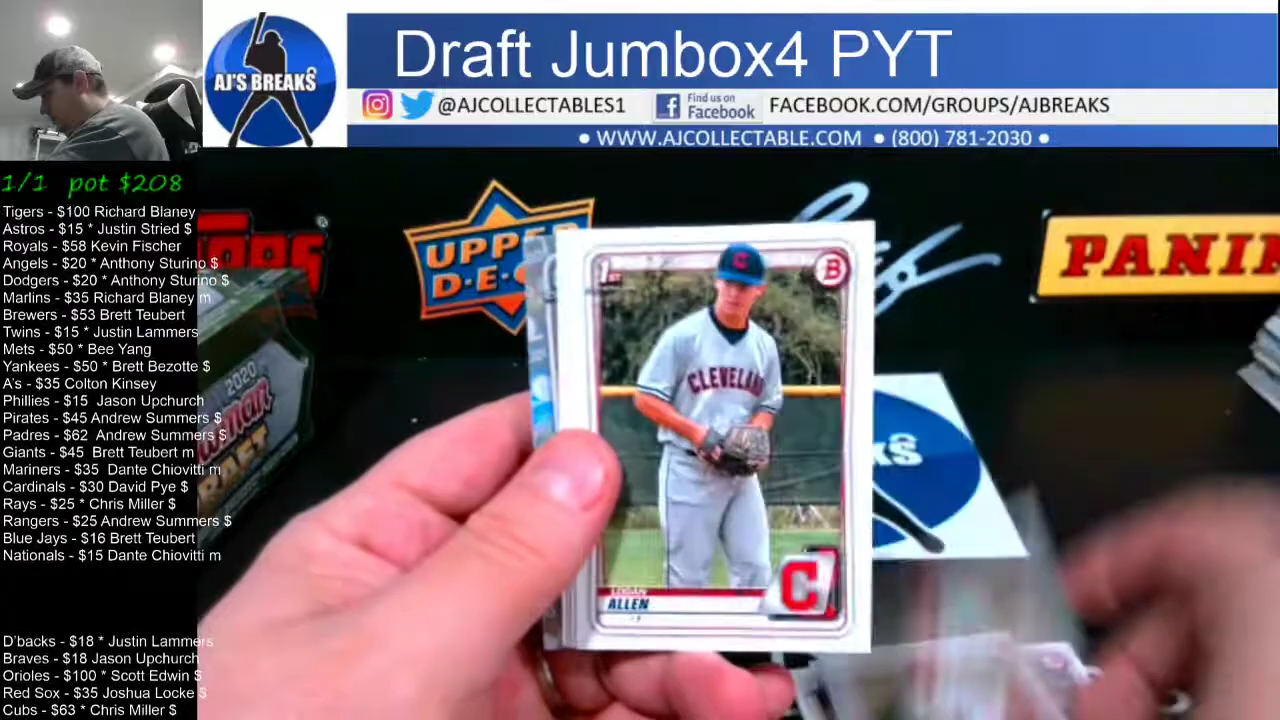 AJ'S BREAKS
Draft Jumbox4 PYT
@AJCOLLECTABLES1
Find us on
Facebook
FACEBOOK.COM/GROUPS/AJBREAKS
• WWW.AJCOLLECTABLE.COM • (800) 781-2030 •
1/1 pot $208
Tigers - $100 Richard Blaney
Astros - $15 * Justin Stried $
Royals - $58 Kevin Fischer
Angels - $20 * Anthony Sturino $
Dodgers - $20 * Anthony Sturino $
Marlins - $35 Richard Blaney m
Brewers - $53 Brett Teubert
Twins - $15 * Justin Lammers
Mets - $50 * Bee Yang
Yankees - $50 * Brett Bezotte $
A's - $35 Colton Kinsey
Phillies - $15 Jason Upchurch
Pirates - $45 Andrew Summers $
Padres - $62 Andrew Summers $
Giants - $45 Brett Teubert m
Mariners - $35 Dante Chiovitti m
Cardinals - $30 David Pye $
Rays - $25 * Chris Miller $
Rangers - $25 Andrew Summers $
Blue Jays - $16 Brett Teubert
Nationals - $15 Dante Chiovitti m
D'backs - $18 * Justin Lammers
Braves - $18 Jason Upchurch
Orioles - $100 * Scott Edwin $
Red Sox - $35 Joshua Locke $
Cubs - $63 * Chris Miller $
UPPER
D·E·C
PANI
2020
1ST
B
C
CLEVELAND
C
LOGAN
ALLEN